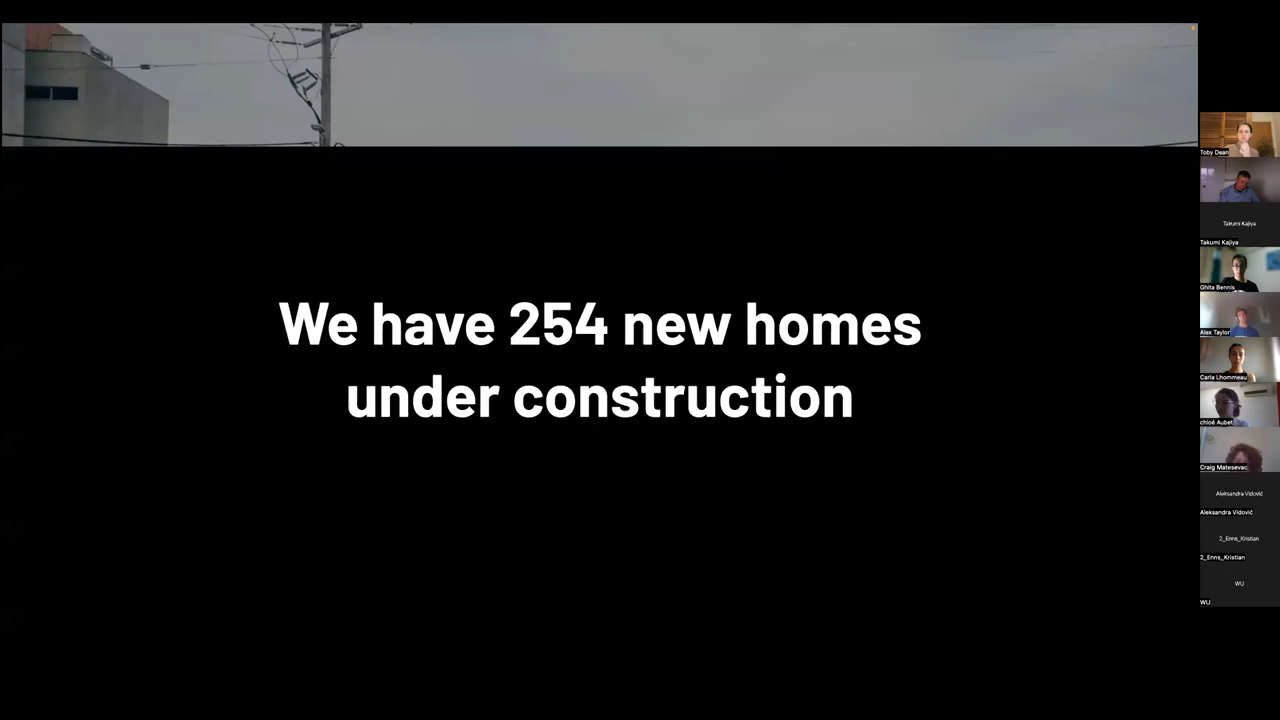 We have 254 new homes
under construction
Toby Dean
Takumi Kajiya
Takumi Kajiya
Ghita Bennis
Alex Taylor
Carla Lhommeau
chloé Aubet
Craig Matesevac
Aleksandra Vidović
Aleksandra Vidović
2_Enns_Kristian
2_Enns_Kristian
WU
WU